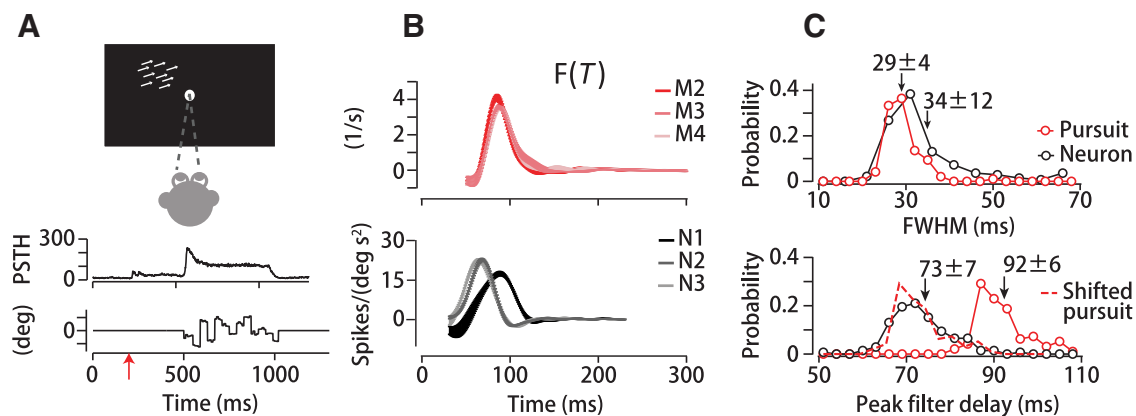 A
PSTH
300
0
(deg)
0
0
500
1000
Time (ms)
B
F(T)
(1/s)
4
2
0
M2
M3
M4
Spikes/(deg s²)
30
15
0
N1
N2
N3
0
100
200
300
Time (ms)
C
29±4
34±12
Probability
0.4
0.2
0
Pursuit
Neuron
10
30
50
70
FWHM (ms)
73±7
92±6
Probability
0.4
0.2
0
Shifted
pursuit
50
70
90
110
Peak filter delay (ms)